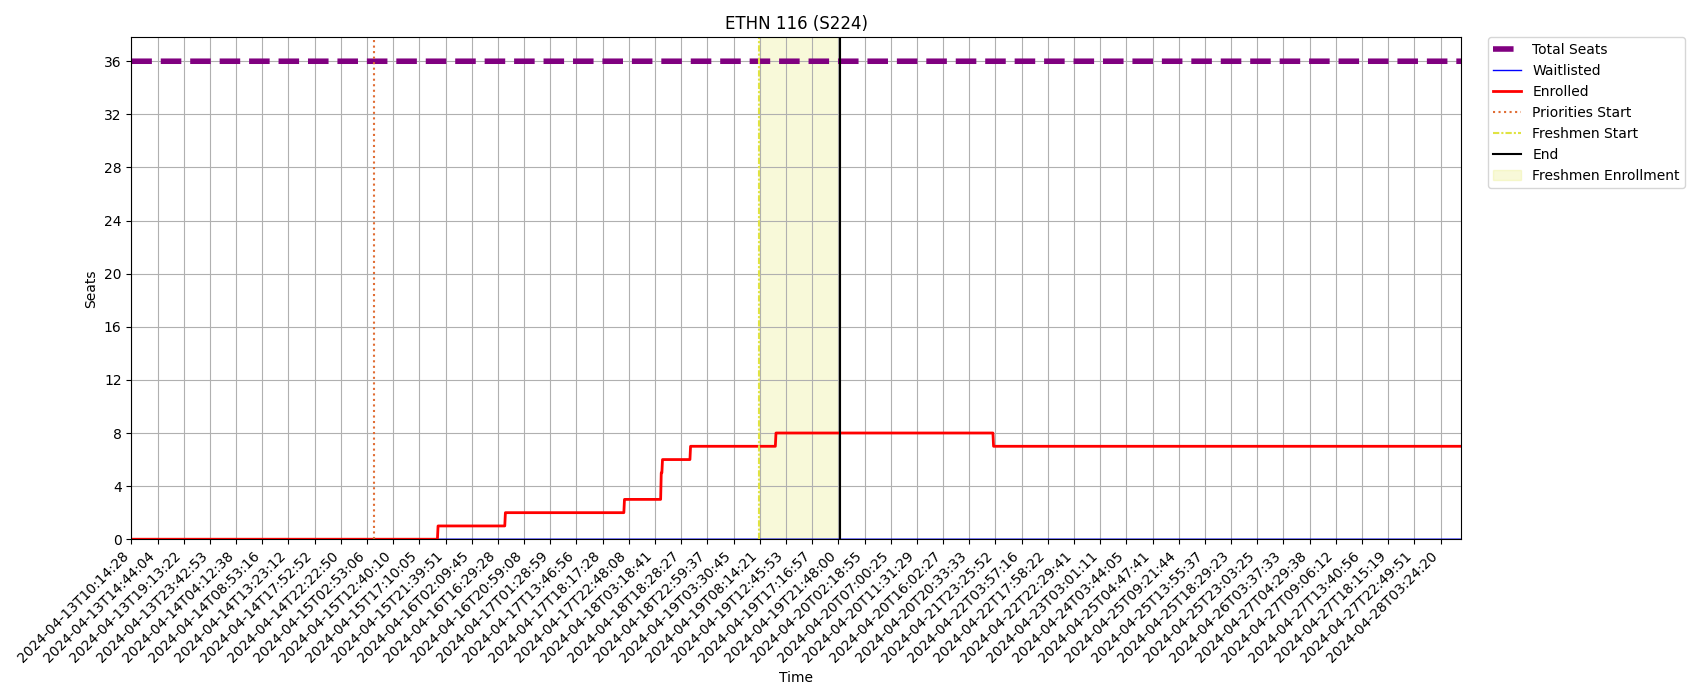 ETHN 116 (S224)
Total Seats
Waitlisted
Enrolled
Priorities Start
Freshmen Start
End
Freshmen Enrollment
Seats
36
32
28
24
20
16
12
8
4
0
2024-04-13T10:14:28
2024-04-13T14:44:04
2024-04-13T19:13:22
2024-04-13T23:42:53
2024-04-14T04:12:38
2024-04-14T08:53:16
2024-04-14T13:23:12
2024-04-14T17:52:52
2024-04-14T22:22:50
2024-04-15T02:53:06
2024-04-15T12:40:10
2024-04-15T17:10:05
2024-04-15T21:39:51
2024-04-16T02:09:45
2024-04-16T16:29:28
2024-04-16T20:59:08
2024-04-17T01:28:59
2024-04-17T13:46:56
2024-04-17T18:17:28
2024-04-17T22:48:08
2024-04-18T03:18:41
2024-04-18T18:28:27
2024-04-18T22:59:37
2024-04-19T03:30:45
2024-04-19T08:14:21
2024-04-19T12:45:53
2024-04-19T17:16:57
2024-04-19T21:48:00
2024-04-20T02:18:55
2024-04-20T07:00:25
2024-04-20T11:31:29
2024-04-20T16:02:27
2024-04-20T20:33:33
2024-04-21T23:25:52
2024-04-22T03:57:16
2024-04-22T17:58:22
2024-04-22T22:29:41
2024-04-23T03:01:11
2024-04-24T03:44:05
2024-04-25T04:47:41
2024-04-25T09:21:44
2024-04-25T13:55:37
2024-04-25T18:29:23
2024-04-25T23:03:25
2024-04-26T03:37:33
2024-04-27T04:29:38
2024-04-27T09:06:12
2024-04-27T13:40:56
2024-04-27T18:15:19
2024-04-27T22:49:51
2024-04-28T03:24:20
Time